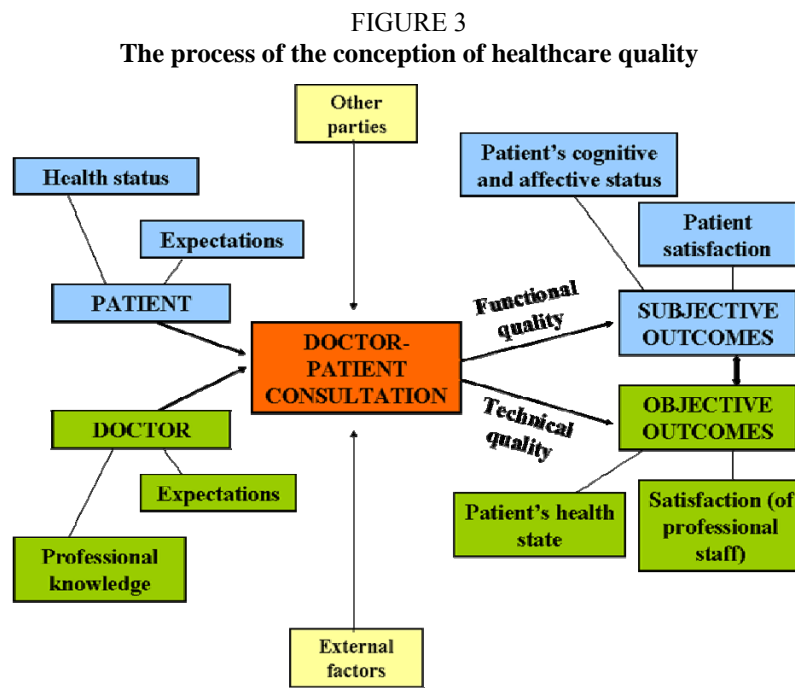 FIGURE 3
The process of the conception of healthcare quality
Other
parties
Health status
Expectations
PATIENT
Patient's cognitive
and affective status
Patient
satisfaction
Functional
quality
SUBJECTIVE
OUTCOMES
DOCTOR-
PATIENT
CONSULTATION
Technical
quality
OBJECTIVE
OUTCOMES
DOCTOR
Expectations
Professional
knowledge
Patient's health
state
Satisfaction (of
professional
staff)
External
factors